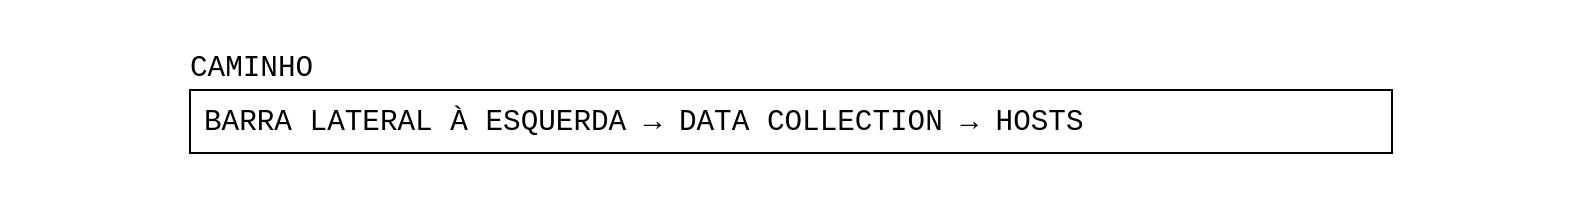 CAMINHO
BARRA LATERAL À ESQUERDA → DATA COLLECTION → HOSTS